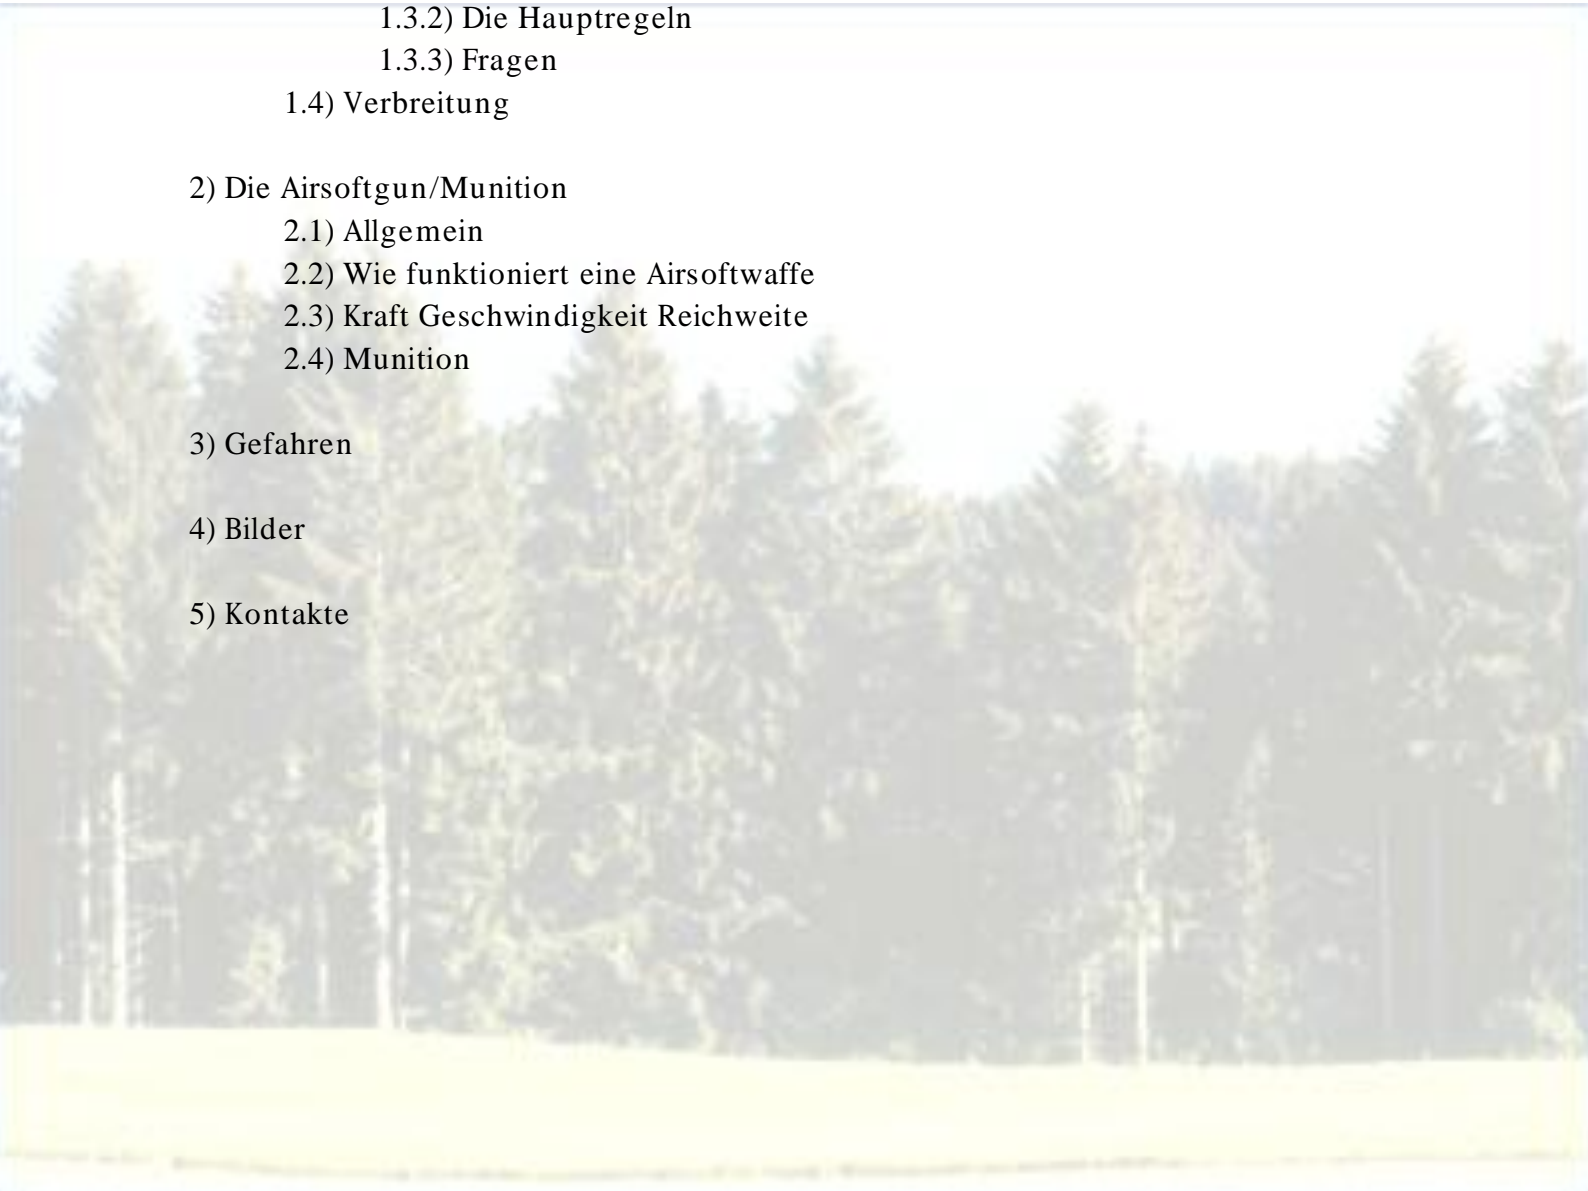 1.3.2) Die Hauptregeln
1.3.3) Fragen
1.4) Verbreitung
2) Die Airsoftgun/Munition
2.1) Allgemein
2.2) Wie funktioniert eine Airsoftwaffe
2.3) Kraft Geschwindigkeit Reichweite
2.4) Munition
3) Gefahren
4) Bilder
5) Kontakte